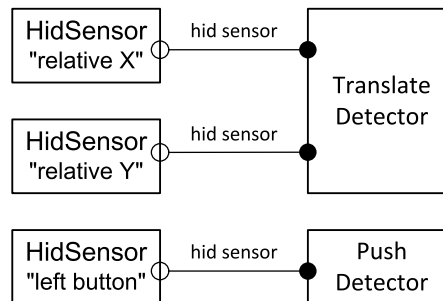 HidSensor
"relative X"
hid sensor
Translate
Detector
HidSensor
"relative Y"
hid sensor
HidSensor
"left button"
hid sensor
Push
Detector